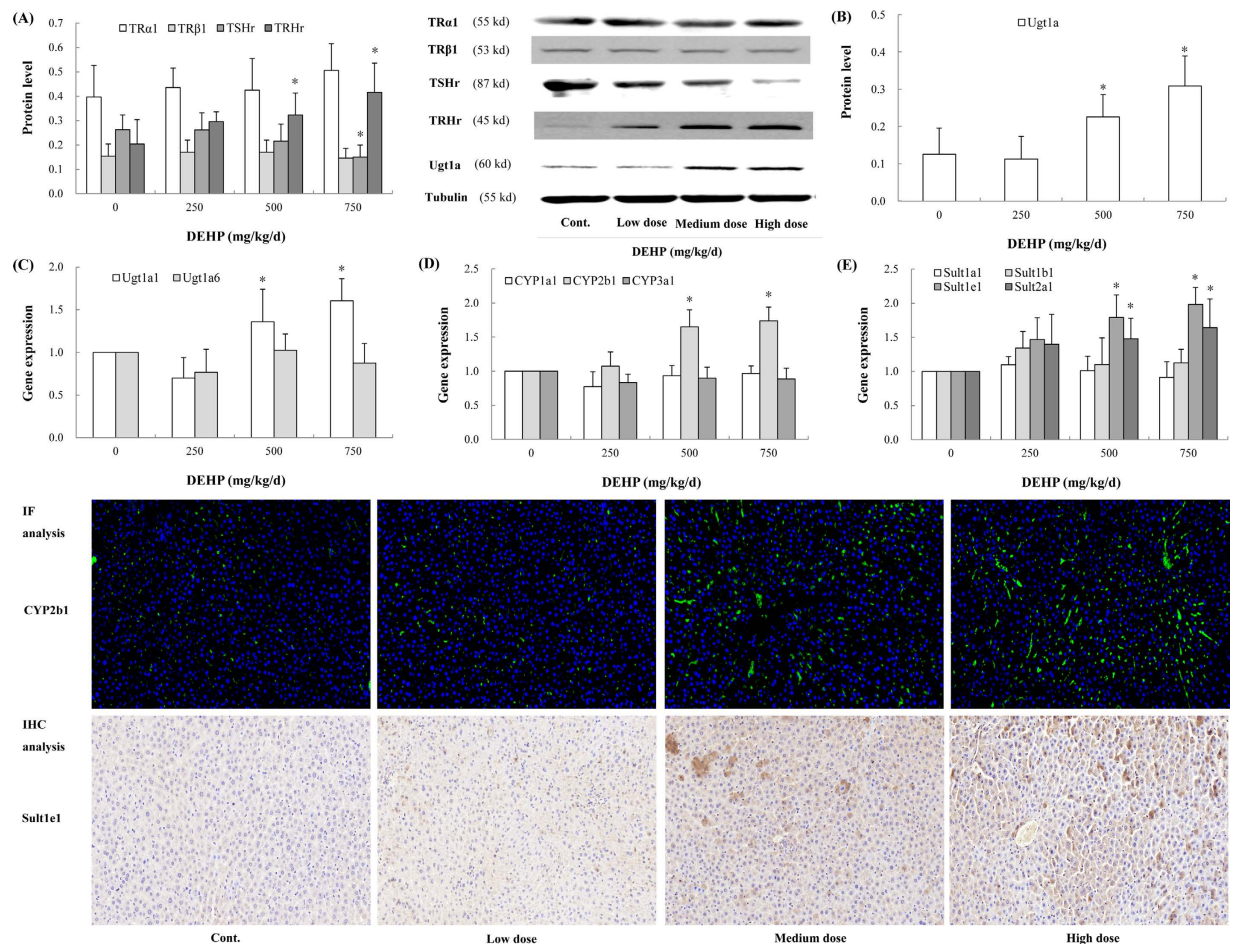 (A)
TRα1 TRβ1 TSHr TRHr
Protein level
0.7
0.6
0.5
0.4
0.3
0.2
0.1
0.0
* * *
0 250 500 750
DEHP (mg/kg/d)
TRα1 (55 kd)
TRβ1 (53 kd)
TSHr (87 kd)
TRHr (45 kd)
Ugt1a (60 kd)
Tubulin (55 kd)
Cont. Low dose Medium dose High dose
DEHP (mg/kg/d)
(B)
Ugt1a
Protein level
0.5
0.4
0.3
0.2
0.1
0.0
* *
0 250 500 750
DEHP (mg/kg/d)
(C)
Ugt1a1 Ugt1a6
Gene expression
2.0
1.5
1.0
0.5
0.0
* *
0 250 500 750
DEHP (mg/kg/d)
(D)
CYP1a1 CYP2b1 CYP3a1
Gene expression
2.5
2.0
1.5
1.0
0.5
0.0
* *
0 250 500 750
DEHP (mg/kg/d)
(E)
Sult1a1 Sult1b1
Sult1e1 Sult2a1
Gene expression
2.5
2.0
1.5
1.0
0.5
0.0
* * * *
0 250 500 750
DEHP (mg/kg/d)
IF
analysis
CYP2b1
IHC
analysis
Sult1e1
Cont. Low dose Medium dose High dose